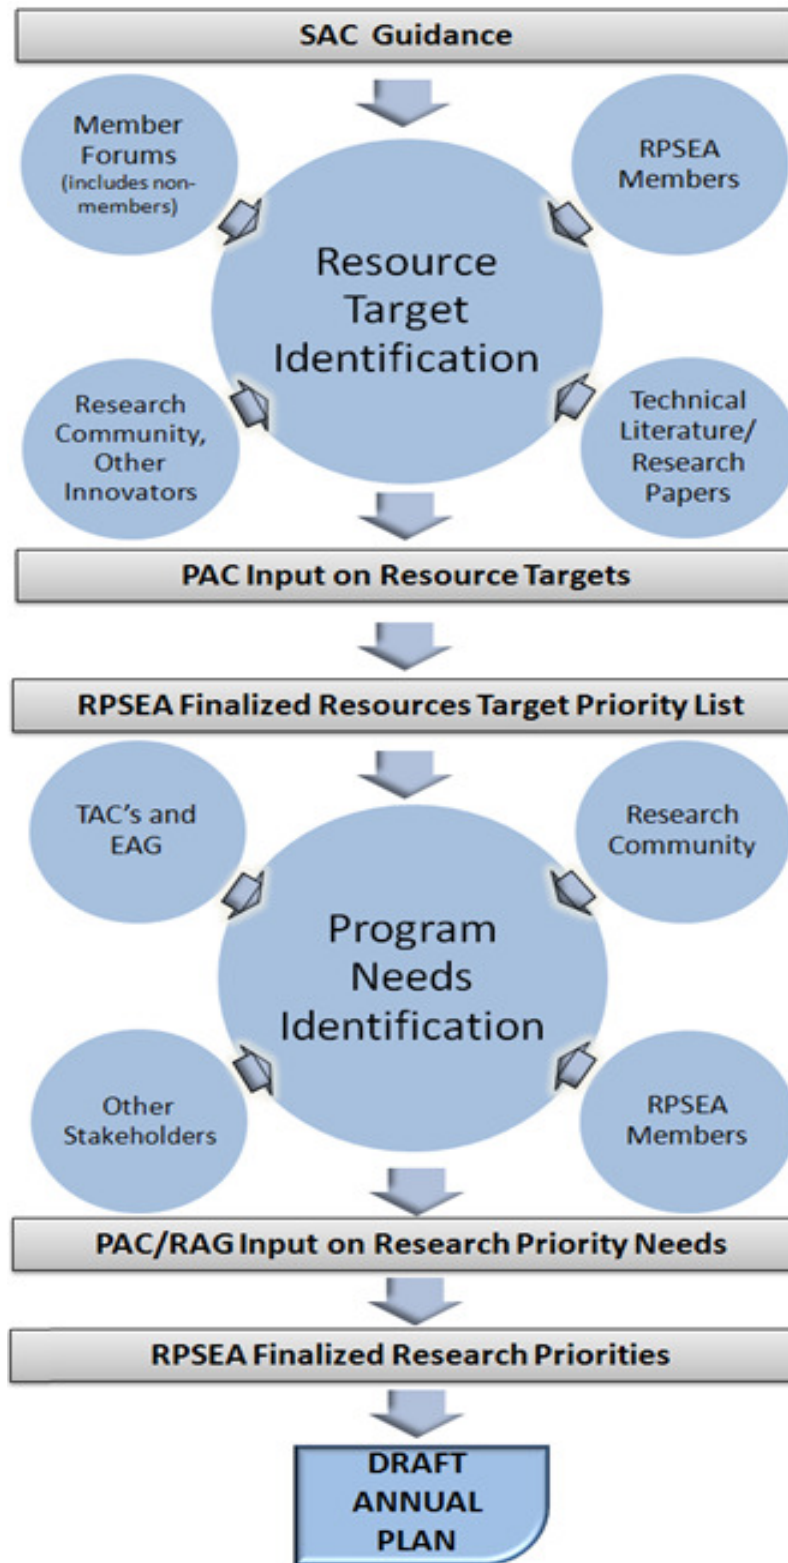 SAC Guidance
Member
Forums
(includes non-
members)
RPSEA
Members
Resource
Target
Identification
Research
Community,
Other
Innovators
Technical
Literature/
Research
Papers
PAC Input on Resource Targets
RPSEA Finalized Resources Target Priority List
TAC's and
EAG
Research
Community
Program
Needs
Identification
Other
Stakeholders
RPSEA
Members
PAC/RAG Input on Research Priority Needs
RPSEA Finalized Research Priorities
DRAFT
ANNUAL
PLAN